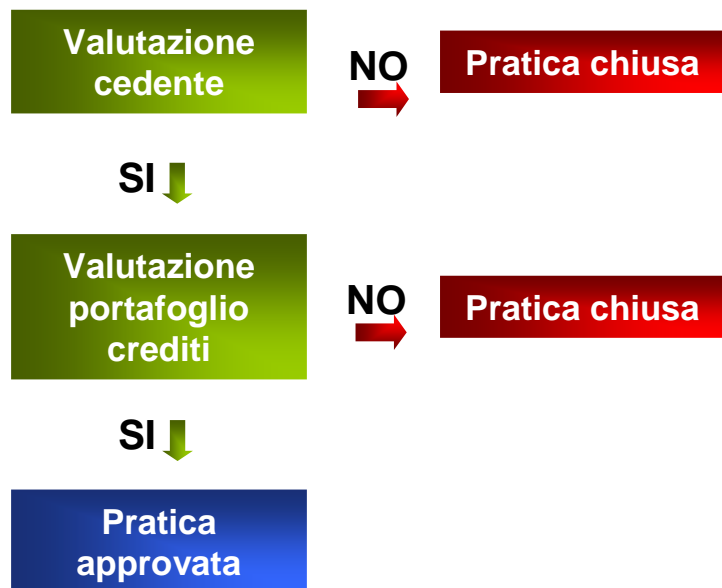 Valutazione
cedente
NO
Pratica chiusa
SI
Valutazione
portafoglio
crediti
NO
Pratica chiusa
SI
Pratica
approvata